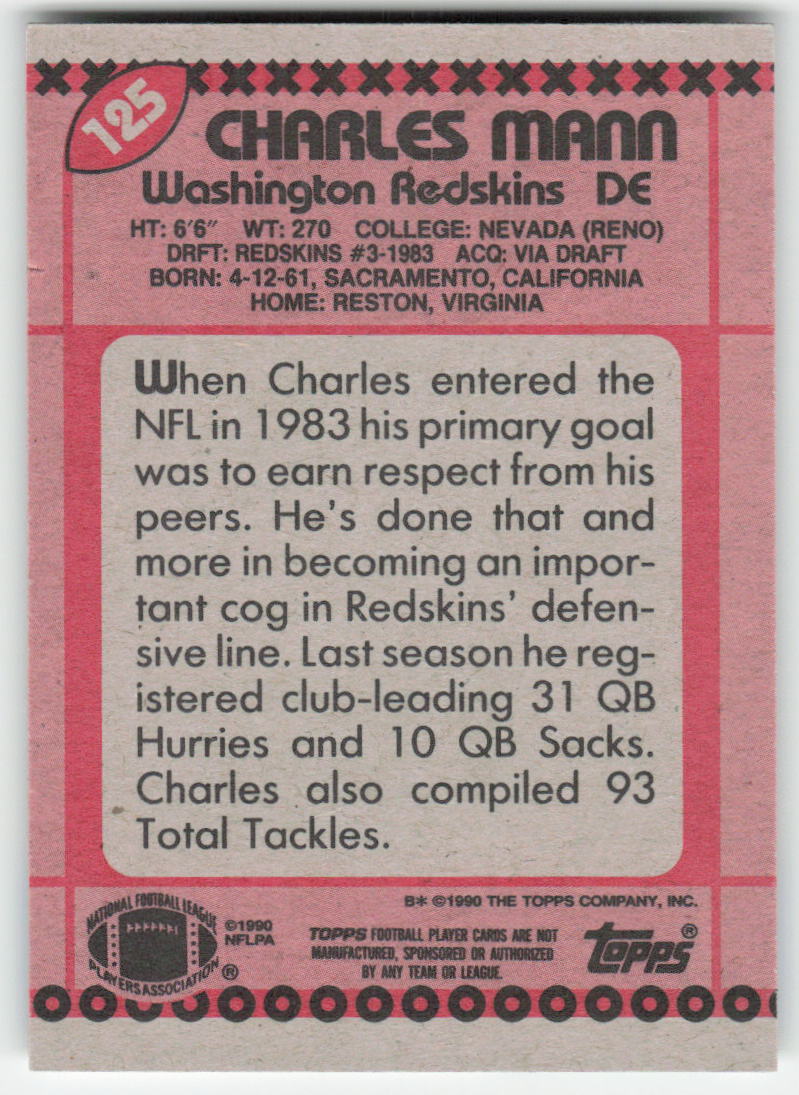 125
CHARLES MANN
Washington Redskins DE
HT: 6'6" WT: 270 COLLEGE: NEVADA (RENO)
DRFT: REDSKINS #3-1983 ACQ: VIA DRAFT
BORN: 4-12-61, SACRAMENTO, CALIFORNIA
HOME: RESTON, VIRGINIA
When Charles entered the
NFL in 1983 his primary goal
was to earn respect from his
peers. He's done that and
more in becoming an impor-
tant cog in Redskins' defen-
sive line. Last season he reg-
istered club-leading 31 QB
Hurries and 10 QB Sacks.
Charles also compiled 93
Total Tackles.
NATIONAL FOOTBALL LEAGUE
PLAYERS ASSOCIATION ®
©1990
NFLPA
B* ©1990 THE TOPPS COMPANY, INC.
TOPPS FOOTBALL PLAYER CARDS ARE NOT
MANUFACTURED, SPONSORED OR AUTHORIZED
BY ANY TEAM OR LEAGUE.
topps ®